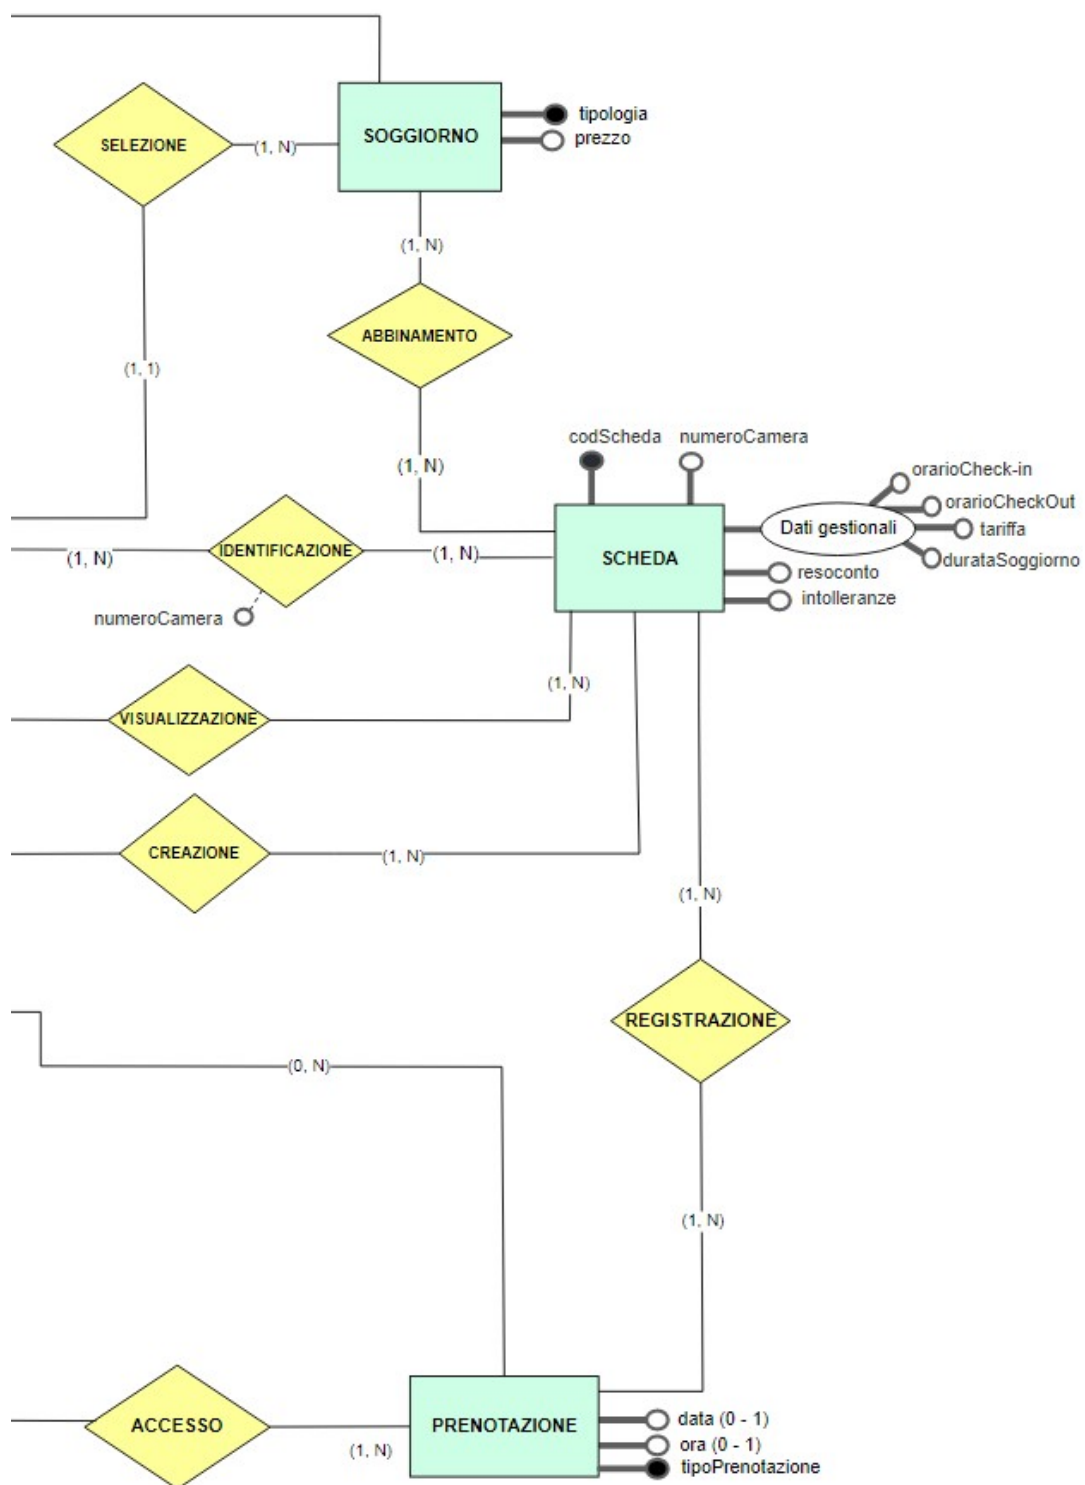 tipologia
SOGGIORNO
prezzo
SELEZIONE
(1, N)
(1, N)
ABBINAMENTO
(1, 1)
codScheda
numeroCamera
(1, N)
orarioCheck-in
orarioCheckOut
Dati gestionali
tariffa
IDENTIFICAZIONE
(1, N)
(1, N)
SCHEDA
durataSoggiorno
resoconto
intolleranze
numeroCamera
(1, N)
VISUALIZZAZIONE
CREAZIONE
(1, N)
(1, N)
REGISTRAZIONE
(0, N)
(1, N)
ACCESSO
(1, N)
PRENOTAZIONE
data (0 - 1)
ora (0 - 1)
tipoPrenotazione